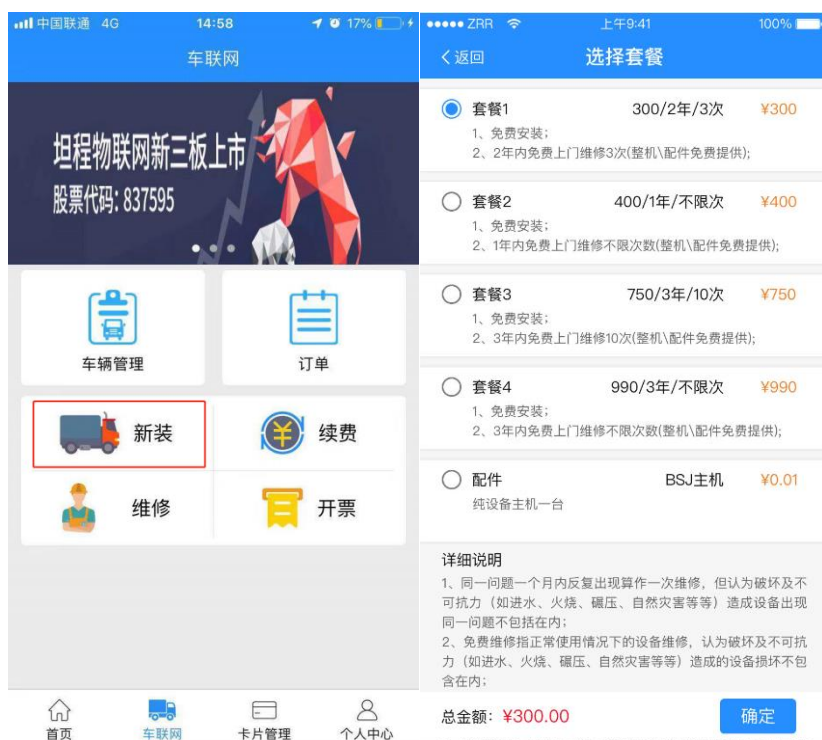 中国联通 4G 14:58 17%
车联网
坦程物联网新三板上市
股票代码: 837595
车辆管理 订单
新装 续费
维修 开票
首页 车联网 卡片管理 个人中心
ZRR 上午9:41 100%
返回 选择套餐
套餐1 300/2年/3次 ¥300
1、免费安装;
2、2年内免费上门维修3次(整机\配件免费提供);
套餐2 400/1年/不限次 ¥400
1、免费安装;
2、1年内免费上门维修不限次数(整机\配件免费提供);
套餐3 750/3年/10次 ¥750
1、免费安装;
2、3年内免费上门维修10次(整机\配件免费提供);
套餐4 990/3年/不限次 ¥990
1、免费安装;
2、3年内免费上门维修不限次数(整机\配件免费提供);
配件 BSJ主机 ¥0.01
纯设备主机一台
详细说明
1、同一问题一个月内反复出现算作一次维修，但认为破坏及不
可抗力（如进水、火烧、碾压、自然灾害等等）造成设备出现
同一问题不包括在内;
2、免费维修指正常使用情况下的设备维修，认为破坏及不可抗
力（如进水、火烧、碾压、自然灾害等等）造成的设备损坏不包
含在内;
总金额: ¥300.00 确定